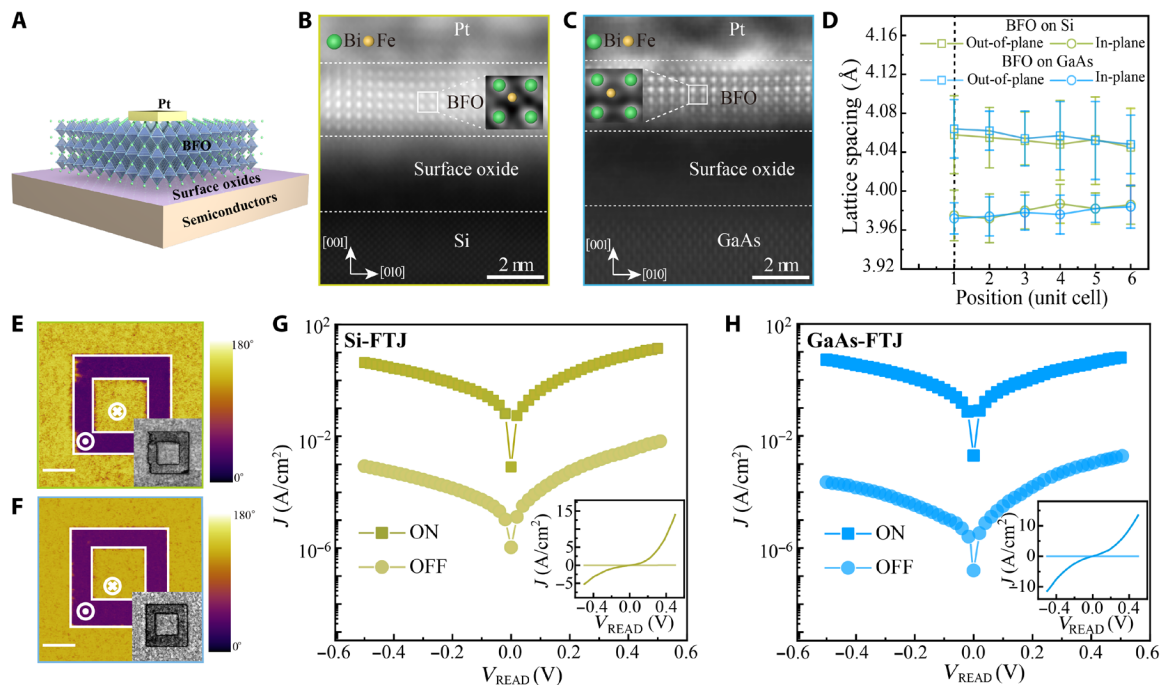 A
Pt
BFO
Surface oxides
Semiconductors
B
Bi Fe
Pt
BFO
Surface oxide
Si
[001]
[010]
2 nm
C
Bi Fe
Pt
BFO
Surface oxide
GaAs
[001]
[010]
2 nm
D
BFO on Si
Out-of-plane In-plane
BFO on GaAs
Out-of-plane In-plane
4.16
4.12
4.08
4.04
4.00
3.96
3.92
Lattice spacing (Å)
1 2 3 4 5 6
Position (unit cell)
E
180°
0°
F
180°
0°
G
Si-FTJ
10²
10⁻²
10⁻⁶
J (A/cm²)
ON
OFF
15
5
0
−5
J (A/cm²)
−0.5 0.0 0.5
V_READ (V)
−0.6 −0.4 −0.2 0.0 0.2 0.4 0.6
V_READ (V)
H
GaAs-FTJ
10²
10⁻²
10⁻⁶
J (A/cm²)
ON
OFF
10
0
−10
J (A/cm²)
−0.5 0.0 0.5
V_READ (V)
−0.6 −0.4 −0.2 0.0 0.2 0.4 0.6
V_READ (V)